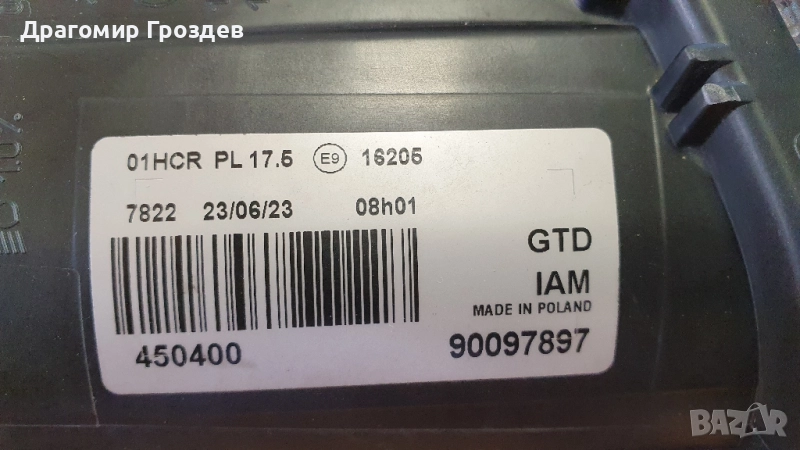 Драгомир Гроздев
01HCR PL 17.5 E9 16205
7822 23/06/23 08h01
GTD
IAM
MADE IN POLAND
450400 90097897
BAZAR